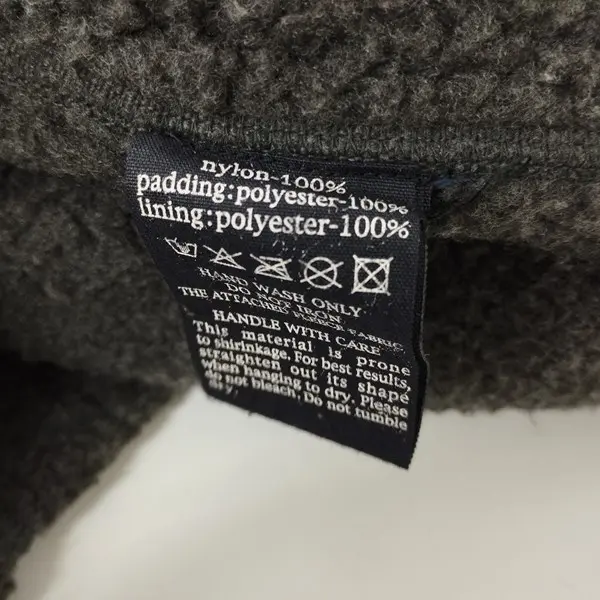 nylon-100%
padding:polyester-100%
lining:polyester-100%
HAND WASH ONLY
DO NOT IRON
THE ATTACHED FLEECE FABRIC
HANDLE WITH CARE
This material is prone
to shirinkage. For best results,
straighten out its shape
when hanging to dry. Please
do not bleach. Do not tumble
dry.